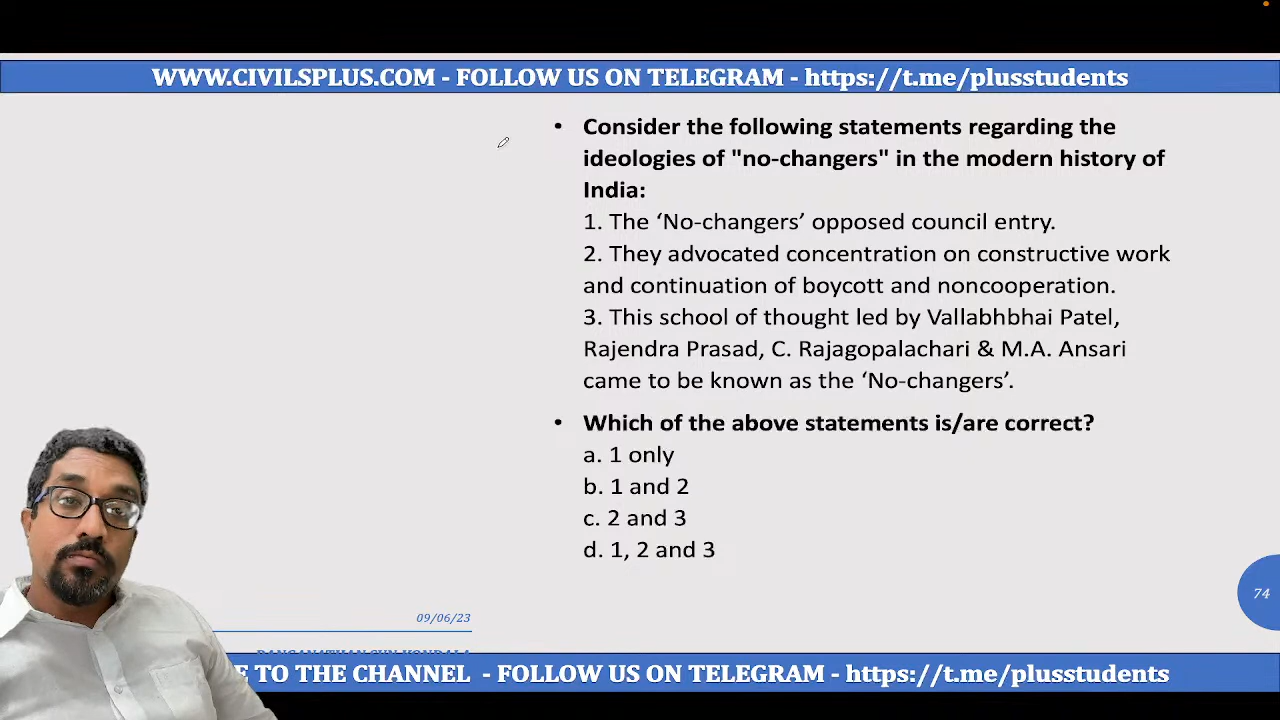 WWW.CIVILSPLUS.COM - FOLLOW US ON TELEGRAM - https://t.me/plusstudents
• Consider the following statements regarding the
ideologies of "no-changers" in the modern history of
India:
1. The ‘No-changers’ opposed council entry.
2. They advocated concentration on constructive work
and continuation of boycott and noncooperation.
3. This school of thought led by Vallabhbhai Patel,
Rajendra Prasad, C. Rajagopalachari & M.A. Ansari
came to be known as the ‘No-changers’.
• Which of the above statements is/are correct?
a. 1 only
b. 1 and 2
c. 2 and 3
d. 1, 2 and 3
74
09/06/23
E TO THE CHANNEL - FOLLOW US ON TELEGRAM - https://t.me/plusstudents